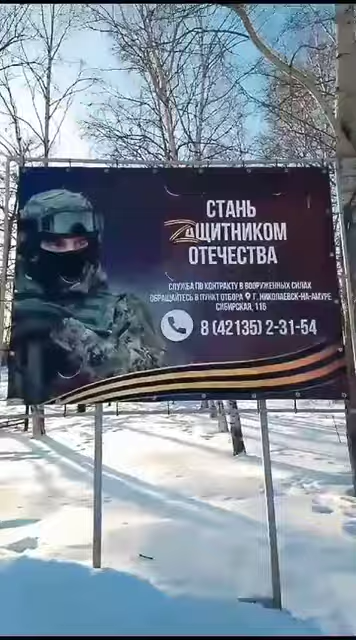 СТАНЬ
ZАЩИТНИКОМ
ОТЕЧЕСТВА
СЛУЖБА ПО КОНТРАКТУ В ВООРУЖЕННЫХ СИЛАХ
ОБРАЩАЙТЕСЬ В ПУНКТ ОТБОРА Г. НИКОЛАЕВСК-НА-АМУРЕ
СИБИРСКАЯ, 116
8 (42135) 2-31-54